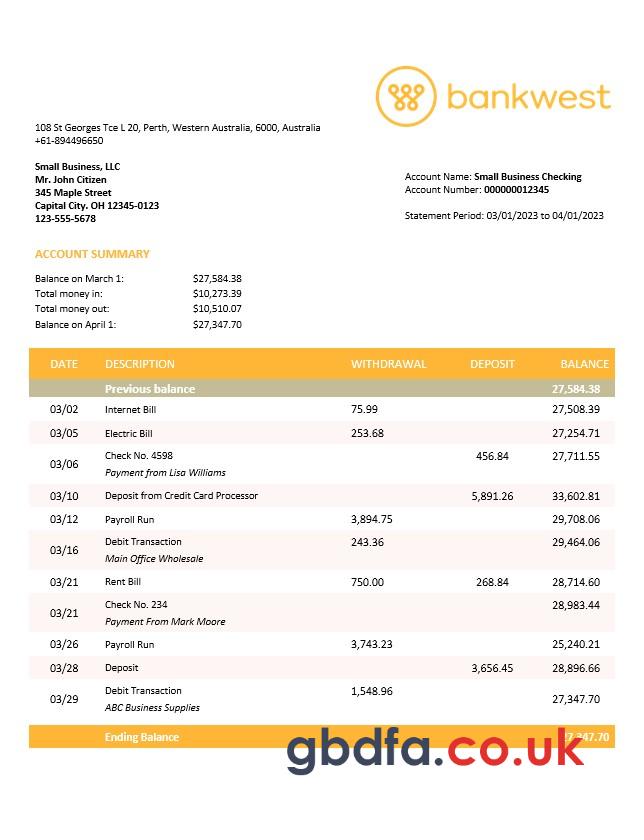 bankwest
108 St Georges Tce L 20, Perth, Western Australia, 6000, Australia
+61-894496650
Small Business, LLC
Mr. John Citizen
345 Maple Street
Capital City. OH 12345-0123
123-555-5678
Account Name: Small Business Checking
Account Number: 000000012345
Statement Period: 03/01/2023 to 04/01/2023
ACCOUNT SUMMARY
Balance on March 1: $27,584.38
Total money in: $10,273.39
Total money out: $10,510.07
Balance on April 1: $27,347.70
DATE DESCRIPTION WITHDRAWAL DEPOSIT BALANCE
Previous balance 27,584.38
03/02 Internet Bill 75.99 27,508.39
03/05 Electric Bill 253.68 27,254.71
03/06 Check No. 4598 456.84 27,711.55
Payment from Lisa Williams
03/10 Deposit from Credit Card Processor 5,891.26 33,602.81
03/12 Payroll Run 3,894.75 29,708.06
03/16 Debit Transaction 243.36 29,464.06
Main Office Wholesale
03/21 Rent Bill 750.00 268.84 28,714.60
03/21 Check No. 234 28,983.44
Payment From Mark Moore
03/26 Payroll Run 3,743.23 25,240.21
03/28 Deposit 3,656.45 28,896.66
03/29 Debit Transaction 1,548.96 27,347.70
ABC Business Supplies
Ending Balance 27,347.70
gbdfa.co.uk